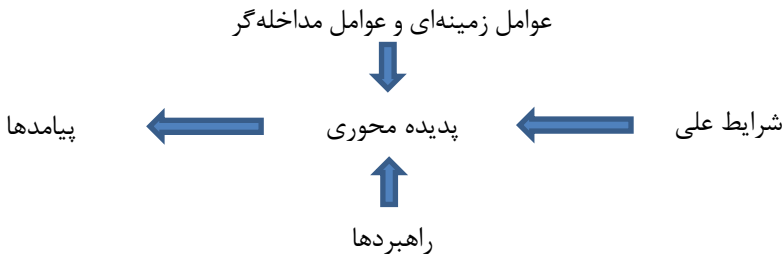 عوامل زمینه‌ای و عوامل مداخله‌گر
شرایط علی
پدیده محوری
پیامدها
راهبردها